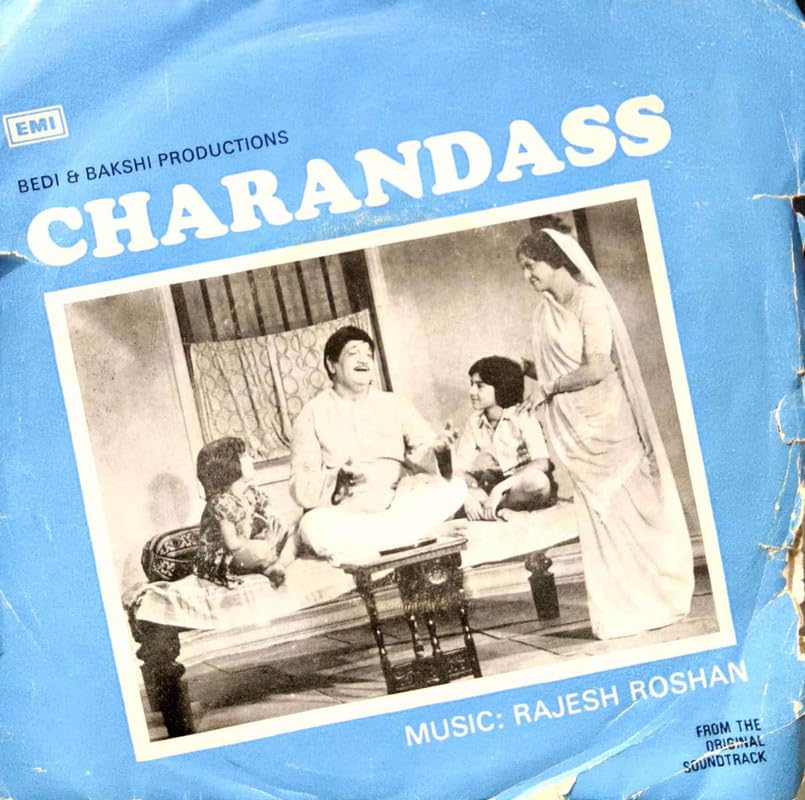 EMI
BEDI & BAKSHI PRODUCTIONS
CHARANDASS
MUSIC: RAJESH ROSHAN
FROM THE
ORIGINAL
SOUNDTRACK